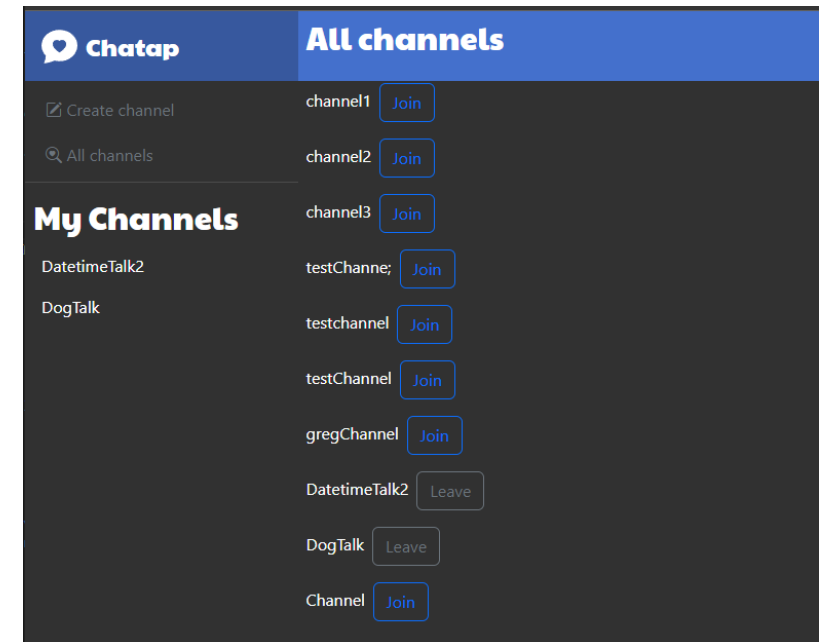 Chatap
Create channel
All channels
My Channels
DatetimeTalk2
DogTalk
All channels
channel1 Join
channel2 Join
channel3 Join
testChanne; Join
testchannel Join
testChannel Join
gregChannel Join
DatetimeTalk2 Leave
DogTalk Leave
Channel Join